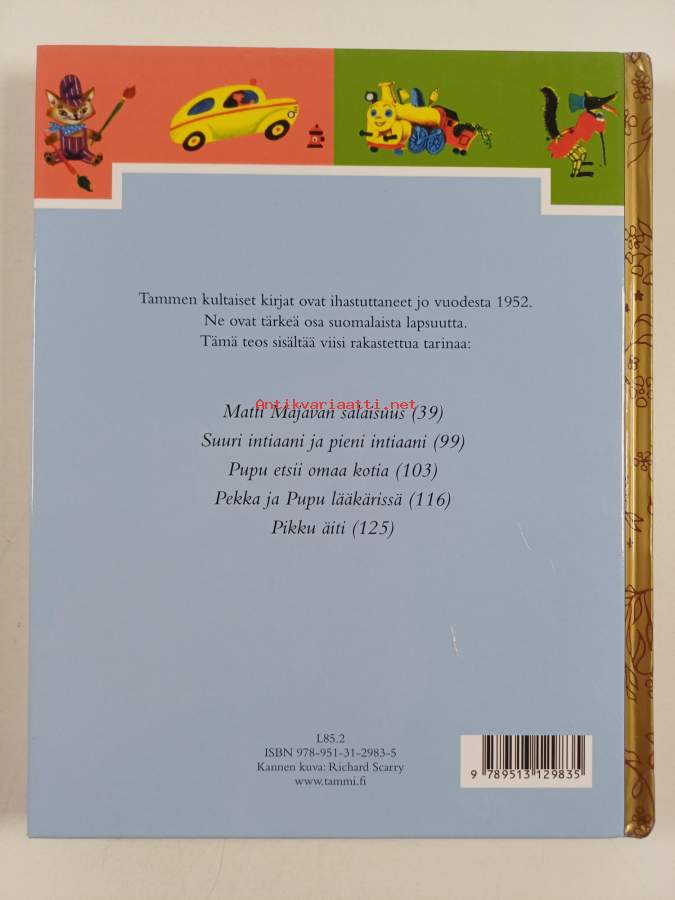 Tammen kultaiset kirjat ovat ihastuttaneet jo vuodesta 1952.
Ne ovat tärkeä osa suomalaista lapsuutta.
Tämä teos sisältää viisi rakastettua tarinaa:
Antikvariaatti.net
Matti Majavan salaisuus (39)
Suuri intiaani ja pieni intiaani (99)
Pupu etsii omaa kotia (103)
Pekka ja Pupu lääkärissä (116)
Pikku äiti (125)
L85.2
ISBN 978-951-31-2983-5
Kannen kuva: Richard Scarry
www.tammi.fi
9 789513 129835